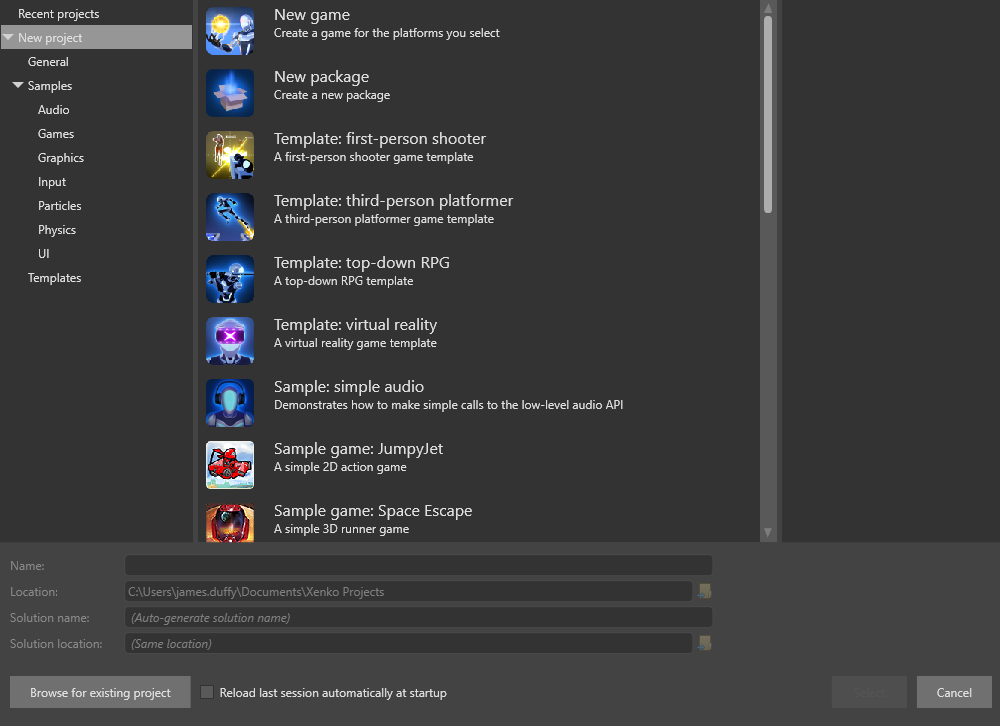 Recent projects
New project
General
Samples
Audio
Games
Graphics
Input
Particles
Physics
UI
Templates
New game
Create a game for the platforms you select
New package
Create a new package
Template: first-person shooter
A first-person shooter game template
Template: third-person platformer
A third-person platformer game template
Template: top-down RPG
A top-down RPG template
Template: virtual reality
A virtual reality game template
Sample: simple audio
Demonstrates how to make simple calls to the low-level audio API
Sample game: JumpyJet
A simple 2D action game
Sample game: Space Escape
A simple 3D runner game
Name:
Location: C:\Users\james.duffy\Documents\Xenko Projects
Solution name: (Auto-generate solution name)
Solution location: (Same location)
Browse for existing project Reload last session automatically at startup Select Cancel